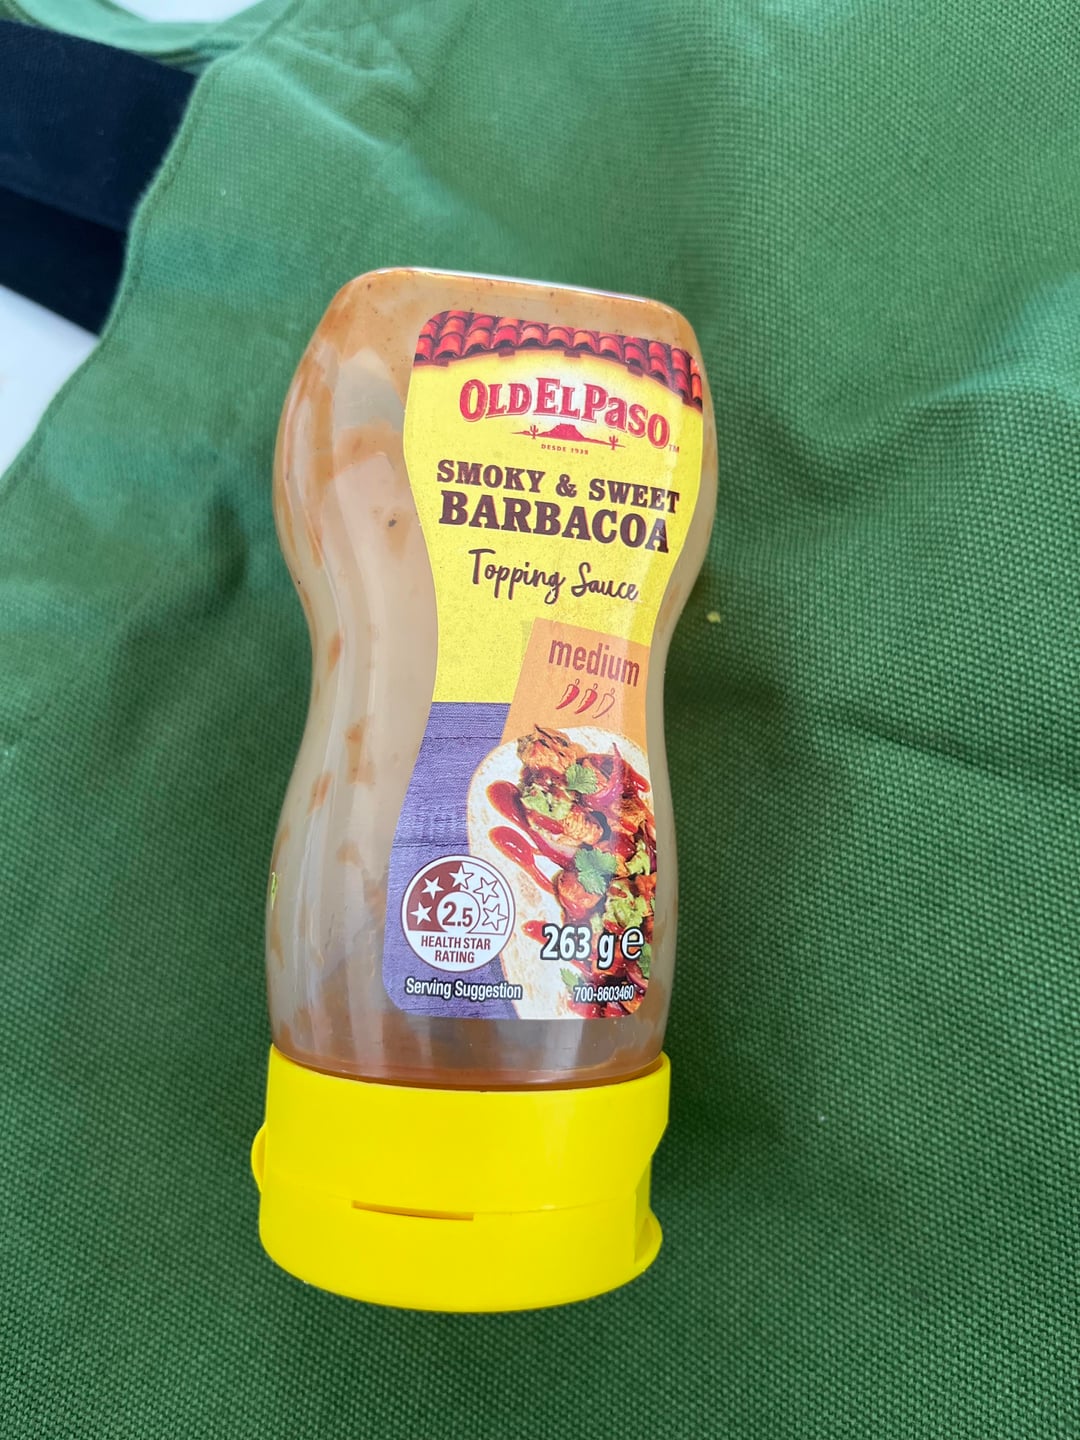 OLD EL PASO™
DESDE 1938
SMOKY & SWEET
BARBACOA
Topping Sauce
medium
2.5
HEALTH STAR
RATING
263 g e
Serving Suggestion
700-8603460